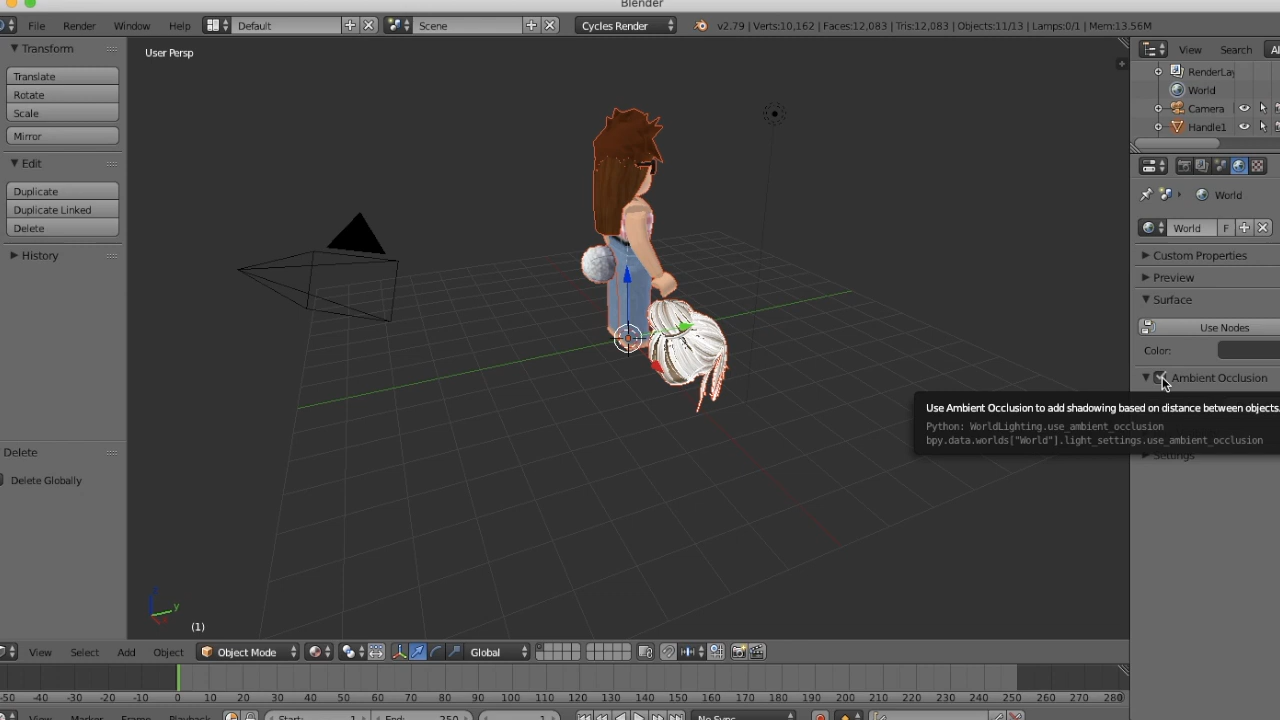 Blender
File Render Window Help Default Scene Cycles Render v2.79 | Verts:10,162 | Faces:12,083 | Tris:12,083 | Objects:11/13 | Lamps:0/1 | Mem:13.56M
Transform
Translate
Rotate
Scale
Mirror
Edit
Duplicate
Duplicate Linked
Delete
History
Delete
Delete Globally
User Persp
y
(1)
View Search Al
RenderLay
World
Camera
Handle1
World
World F
Custom Properties
Preview
Surface
Use Nodes
Color:
Ambient Occlusion
Use Ambient Occlusion to add shadowing based on distance between objects.
Python: WorldLighting.use_ambient_occlusion
bpy.data.worlds["World"].light_settings.use_ambient_occlusion
Settings
View Select Add Object Object Mode Global
-50 -40 -30 -20 -10 0 10 20 30 40 50 60 70 80 90 100 110 120 130 140 150 160 170 180 190 200 210 220 230 240 250 260 270 280
View Marker Frame Playback Start: 1 End: 250 1 No Sync